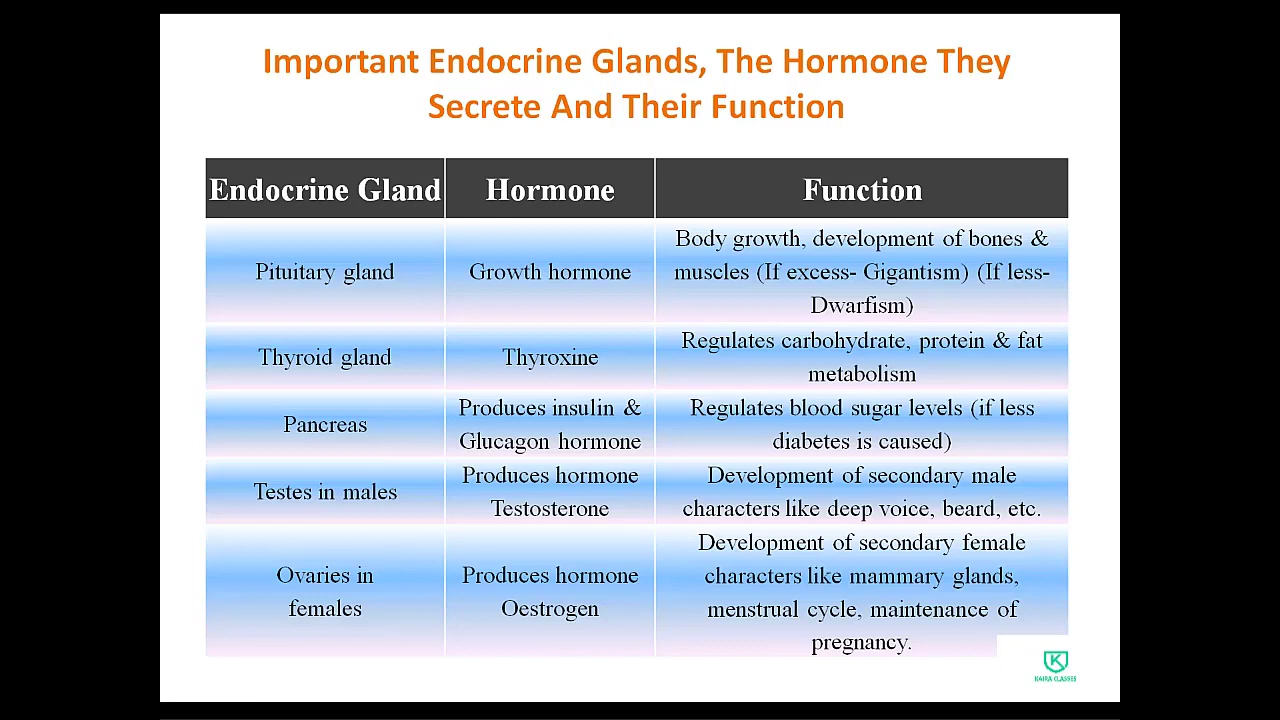 Important Endocrine Glands, The Hormone They
Secrete And Their Function
Endocrine Gland
Hormone
Function
Pituitary gland
Growth hormone
Body growth, development of bones &
muscles (If excess- Gigantism) (If less-
Dwarfism)
Thyroid gland
Thyroxine
Regulates carbohydrate, protein & fat
metabolism
Pancreas
Produces insulin &
Glucagon hormone
Regulates blood sugar levels (if less
diabetes is caused)
Testes in males
Produces hormone
Testosterone
Development of secondary male
characters like deep voice, beard, etc.
Ovaries in
females
Produces hormone
Oestrogen
Development of secondary female
characters like mammary glands,
menstrual cycle, maintenance of
pregnancy.
K
KAIRA CLASSES